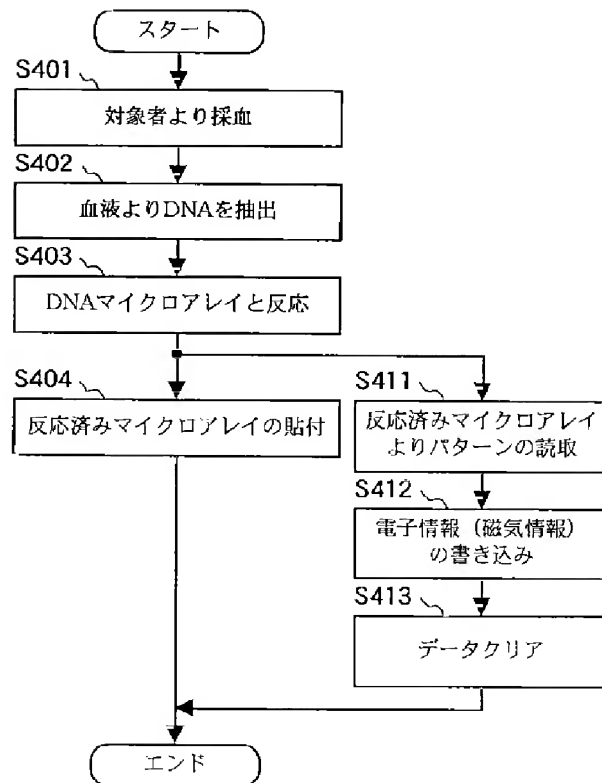 スタート
S401
対象者より採血
S402
血液よりDNAを抽出
S403
DNAマイクロアレイと反応
S404
反応済みマイクロアレイの貼付
S411
反応済みマイクロアレイ
よりパターンの読取
S412
電子情報（磁気情報）
の書き込み
S413
データクリア
エンド